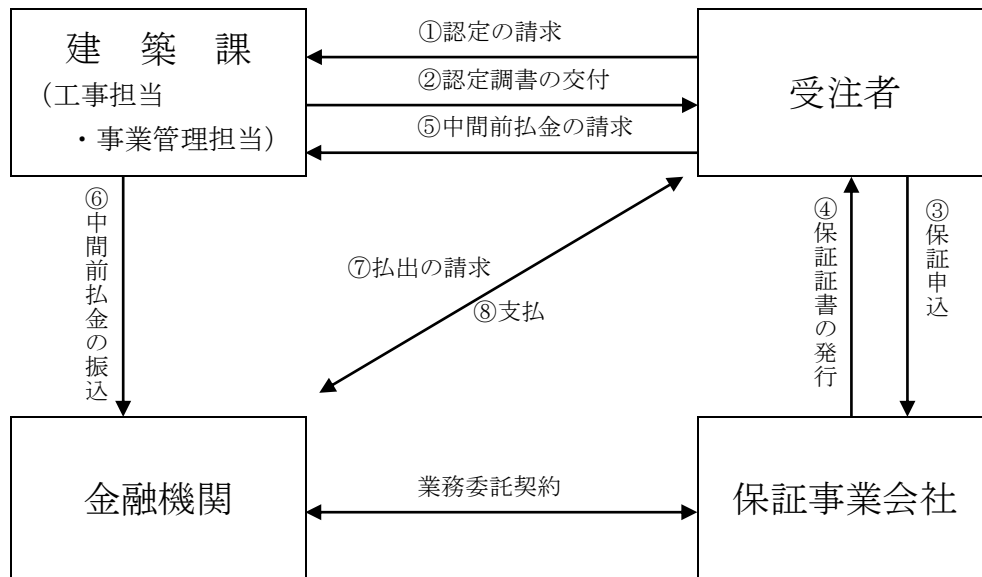 建　築　課
(工事担当
・事業管理担当)
①認定の請求
②認定調書の交付
⑤中間前払金の請求
受注者
⑥中間前払金の振込
⑦払出の請求
⑧支払
④保証証書の発行
③保証申込
金融機関
業務委託契約
保証事業会社